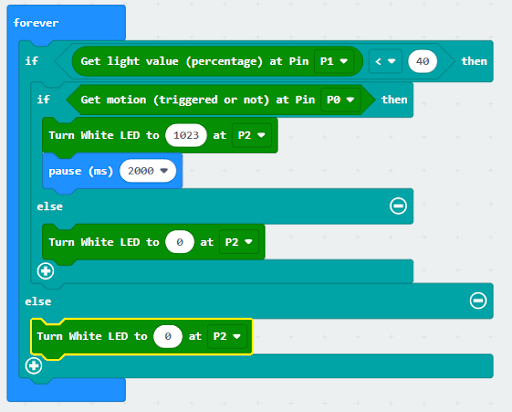 forever
if Get light value (percentage) at Pin P1 < 40 then
if Get motion (triggered or not) at Pin P0 then
Turn White LED to 1023 at P2
pause (ms) 2000
else
Turn White LED to 0 at P2
else
Turn White LED to 0 at P2